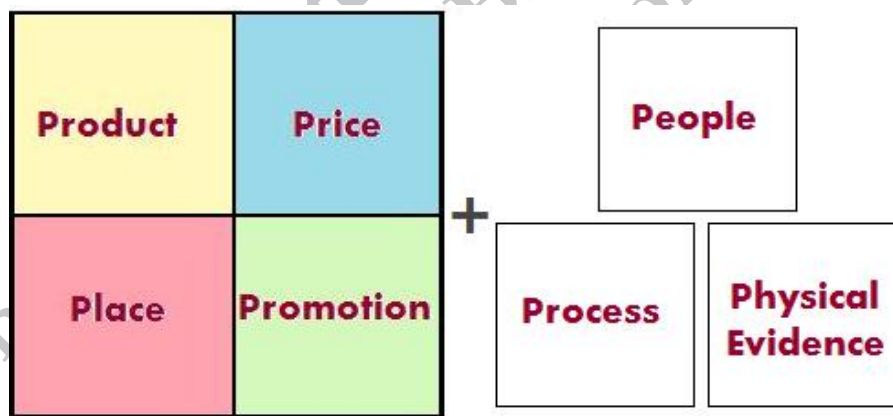 Product
Price
Place
Promotion
+
People
Process
Physical
Evidence